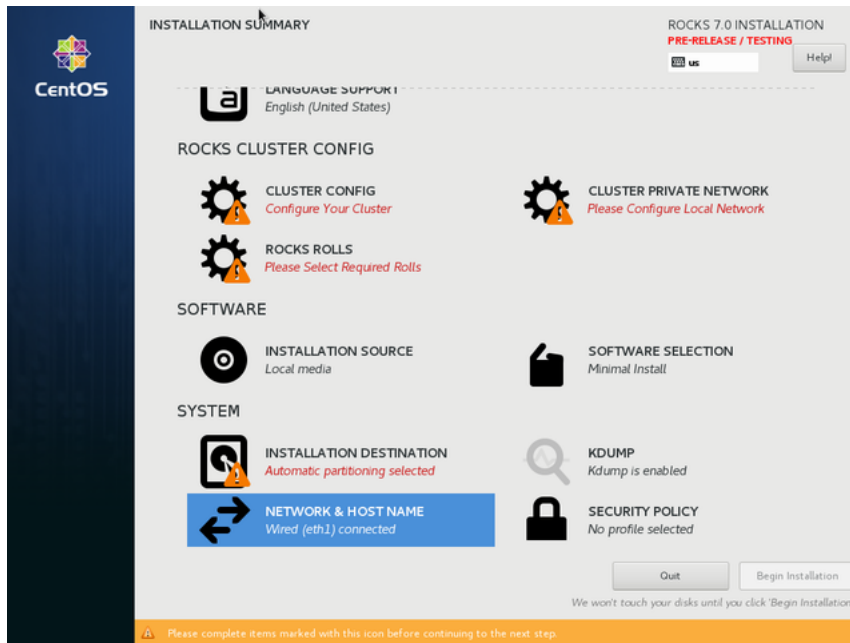 INSTALLATION SUMMARY
ROCKS 7.0 INSTALLATION
PRE-RELEASE / TESTING
us
Help!
CentOS
LANGUAGE SUPPORT
English (United States)
ROCKS CLUSTER CONFIG
CLUSTER CONFIG
Configure Your Cluster
CLUSTER PRIVATE NETWORK
Please Configure Local Network
ROCKS ROLLS
Please Select Required Rolls
SOFTWARE
INSTALLATION SOURCE
Local media
SOFTWARE SELECTION
Minimal Install
SYSTEM
INSTALLATION DESTINATION
Automatic partitioning selected
KDUMP
Kdump is enabled
NETWORK & HOST NAME
Wired (eth1) connected
SECURITY POLICY
No profile selected
Quit
Begin Installation
We won't touch your disks until you click 'Begin Installation
Please complete items marked with this icon before continuing to the next step.